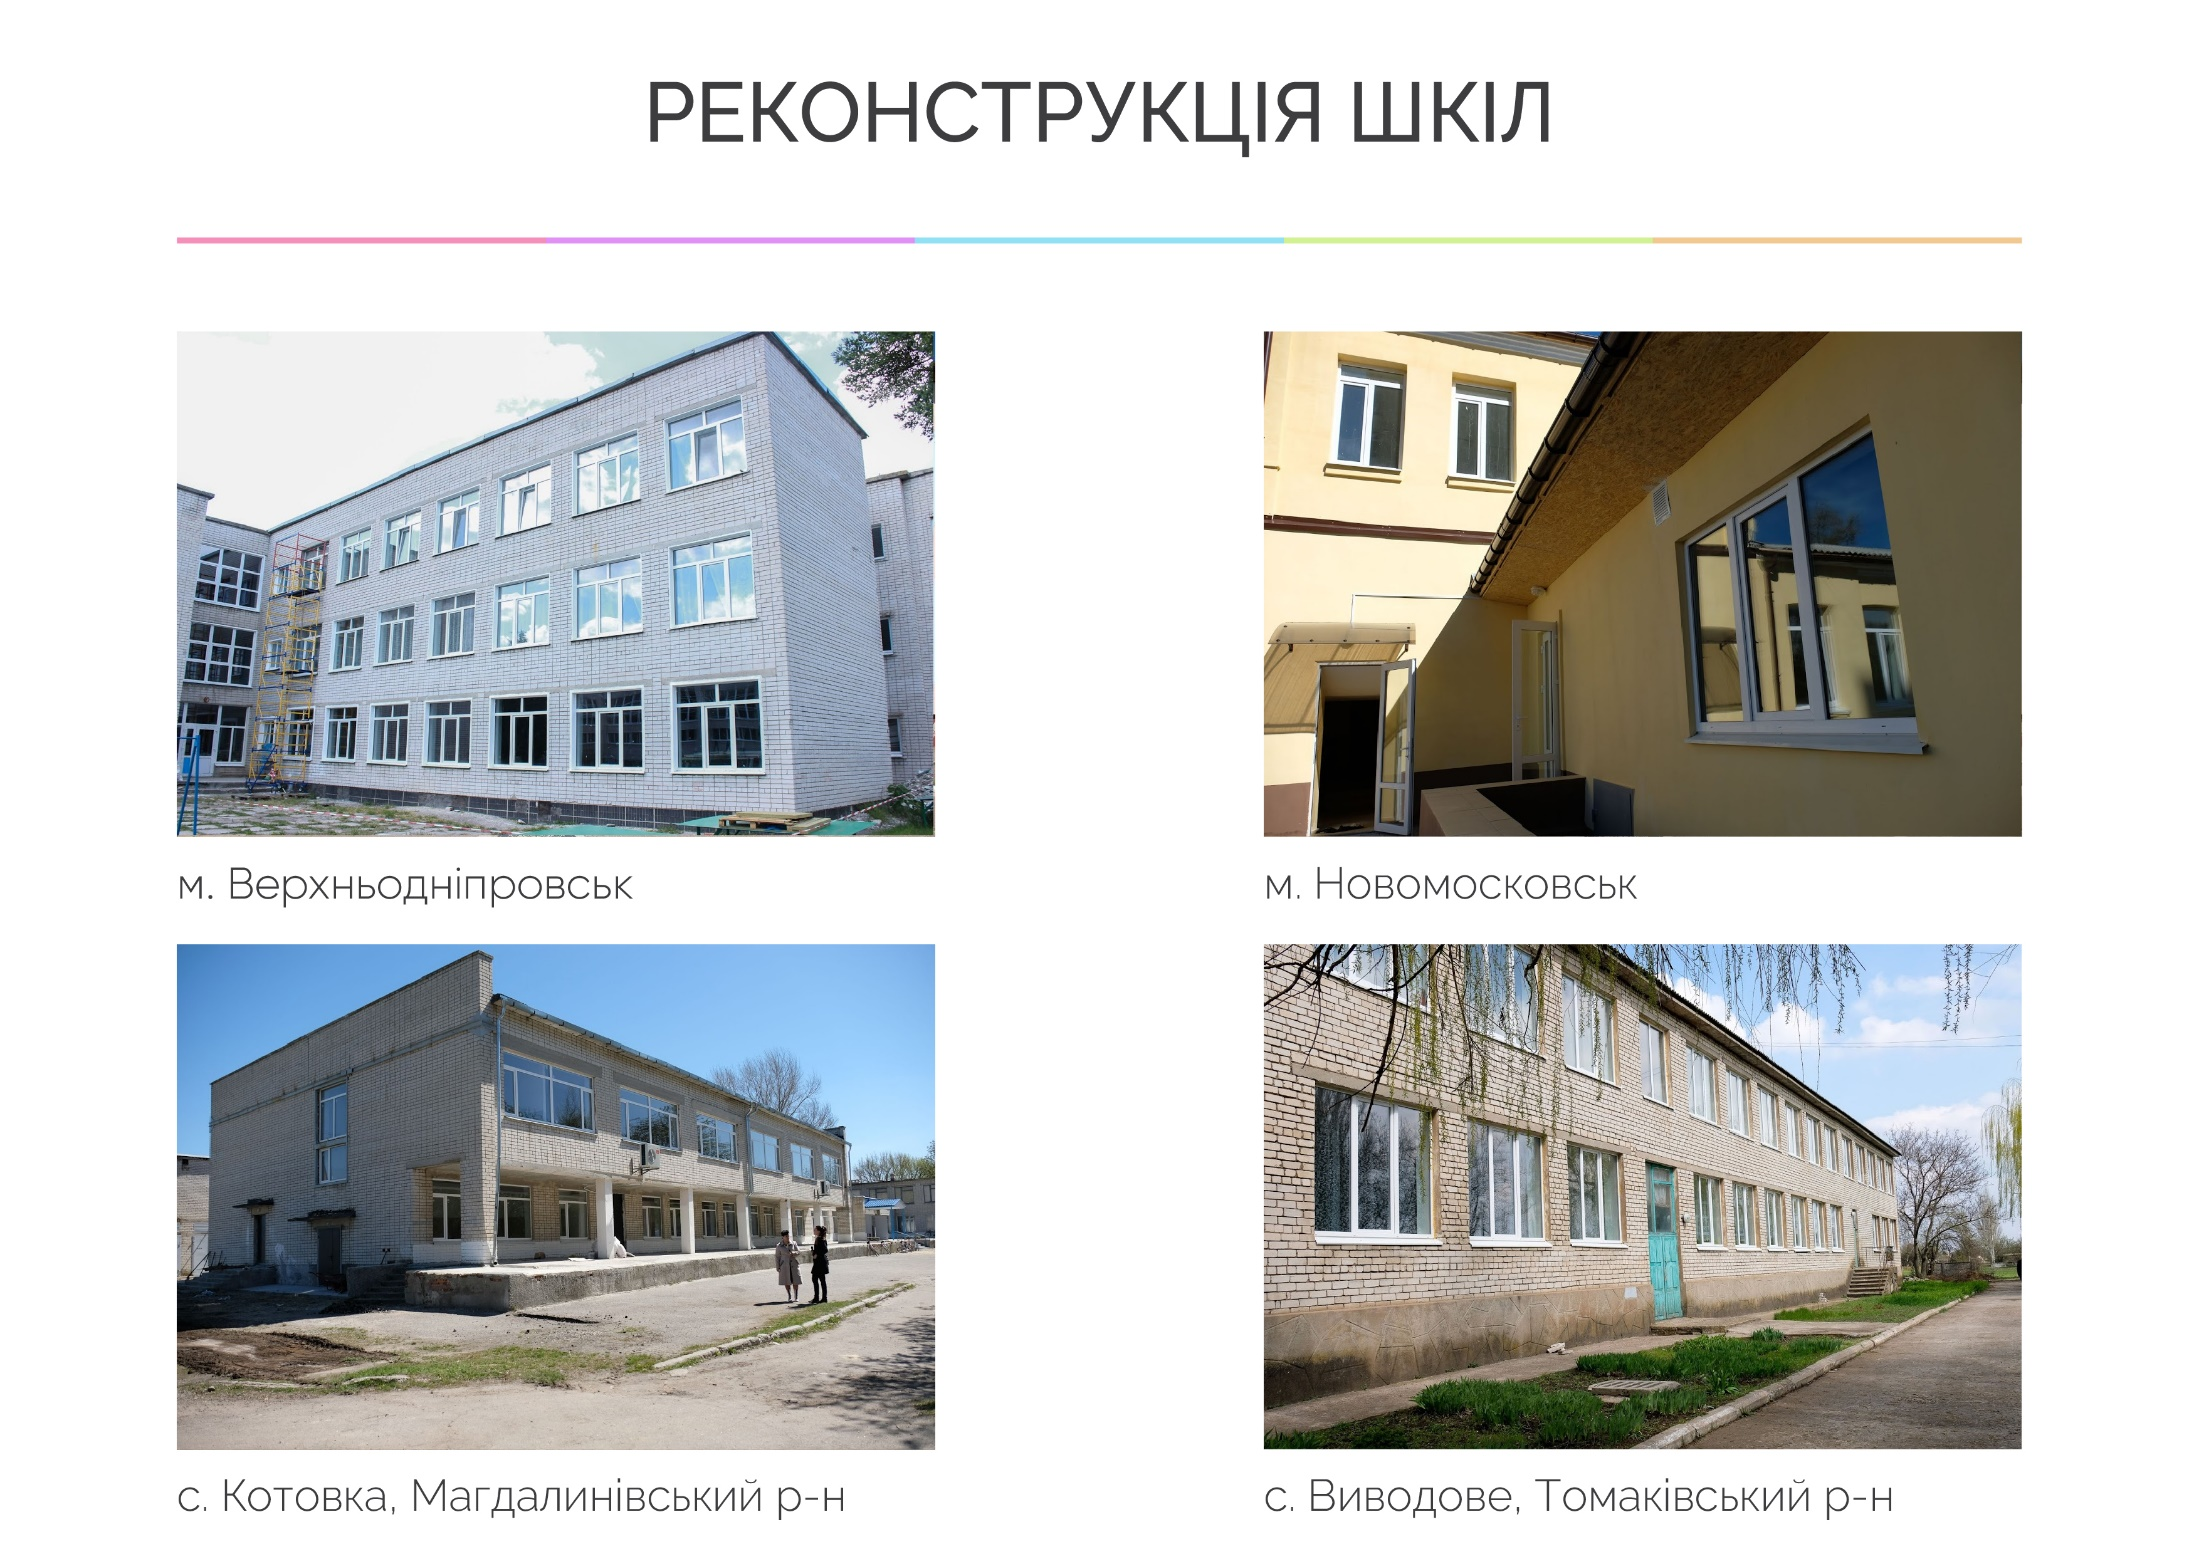 РЕКОНСТРУКЦІЯ ШКІЛ
м. Верхньодніпровськ
м. Новомосковськ
с. Котовка, Магдалинівський р-н
с. Виводове, Томаківський р-н